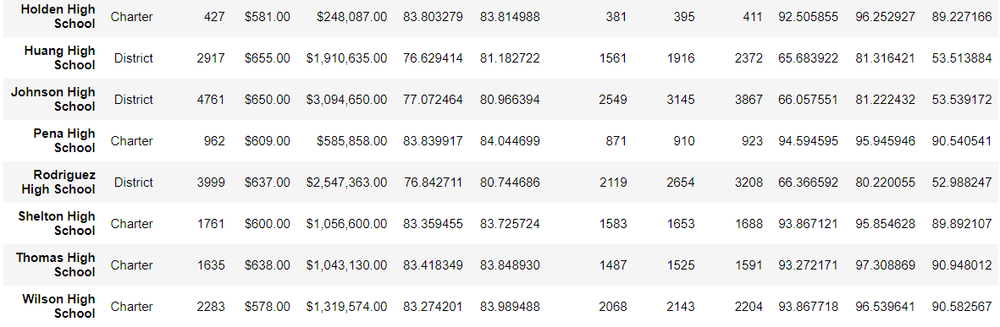 Holden High School Charter 427 $581.00 $248,087.00 83.803279 83.814988 381 395 411 92.505855 96.252927 89.227166
Huang High School District 2917 $655.00 $1,910,635.00 76.629414 81.182722 1561 1916 2372 65.683922 81.316421 53.513884
Johnson High School District 4761 $650.00 $3,094,650.00 77.072464 80.966394 2549 3145 3867 66.057551 81.222432 53.539172
Pena High School Charter 962 $609.00 $585,858.00 83.839917 84.044699 871 910 923 94.594595 95.945946 90.540541
Rodriguez High School District 3999 $637.00 $2,547,363.00 76.842711 80.744686 2119 2654 3208 66.366592 80.220055 52.988247
Shelton High School Charter 1761 $600.00 $1,056,600.00 83.359455 83.725724 1583 1653 1688 93.867121 95.854628 89.892107
Thomas High School Charter 1635 $638.00 $1,043,130.00 83.418349 83.848930 1487 1525 1591 93.272171 97.308869 90.948012
Wilson High School Charter 2283 $578.00 $1,319,574.00 83.274201 83.989488 2068 2143 2204 93.867718 96.539641 90.582567